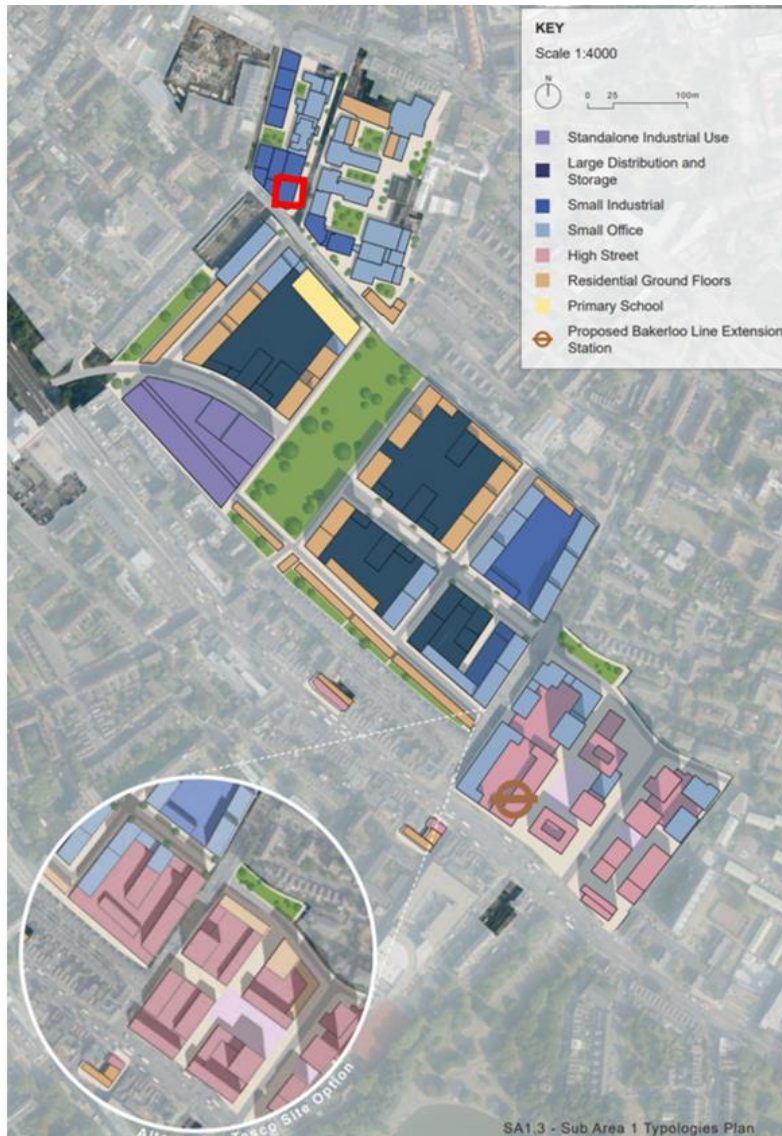 KEY
Scale 1:4000
N
0 25 100m
Standalone Industrial Use
Large Distribution and
Storage
Small Industrial
Small Office
High Street
Residential Ground Floors
Primary School
Proposed Bakerloo Line Extension
Station
Tesco Site Option
SA1.3 - Sub Area 1 Typologies Plan